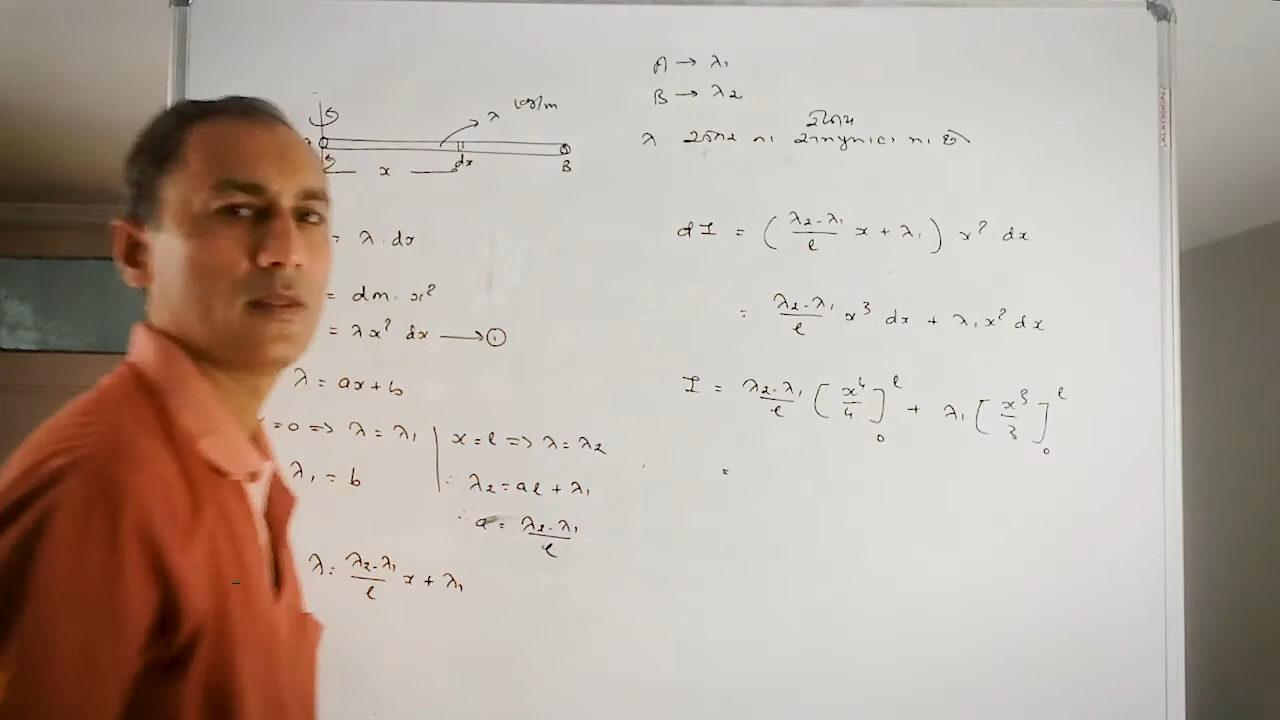 A → λ₁
B → λ₂
λ
kg/m
λ
x
dx
B
= λ dx
= dm · x²
= λx² dx → ①
λ = ax + b
= 0 => λ = λ₁
x = l => λ = λ₂
λ₁ = b
∴ λ₂ = al + λ₁
∴ a = (λ₂ - λ₁)/l
λ = (λ₂ - λ₁)/l x + λ₁
dI = ((λ₂ - λ₁)/l x + λ₁) x² · dx
= (λ₂ - λ₁)/l x³ · dx + λ₁x² dx
I = (λ₂ - λ₁)/l [x⁴/4]₀ˡ + λ₁ [x³/3]₀ˡ
=